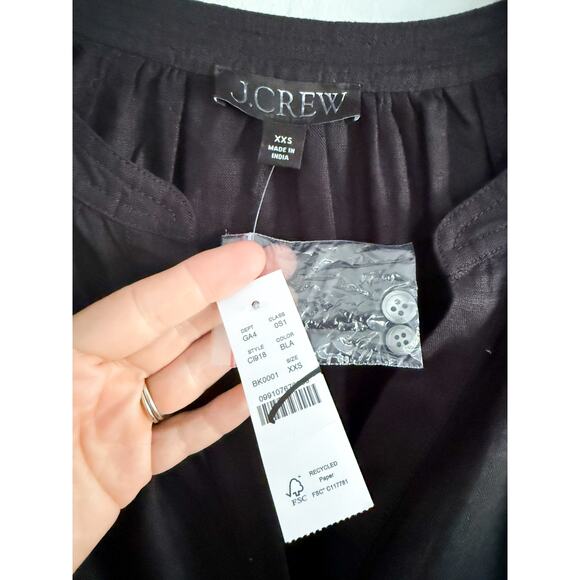 J.CREW
XXS
MADE IN
INDIA
DEPT CLASS
GA4 0S1
STYLE COLOR
CI918 BLA
SIZE
BK0001 XXS
RECYCLED
Paper
FSC
FSC® C117781